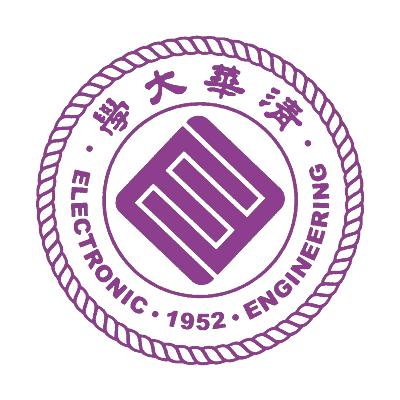 清華大學
ELECTRONIC · 1952 · ENGINEERING